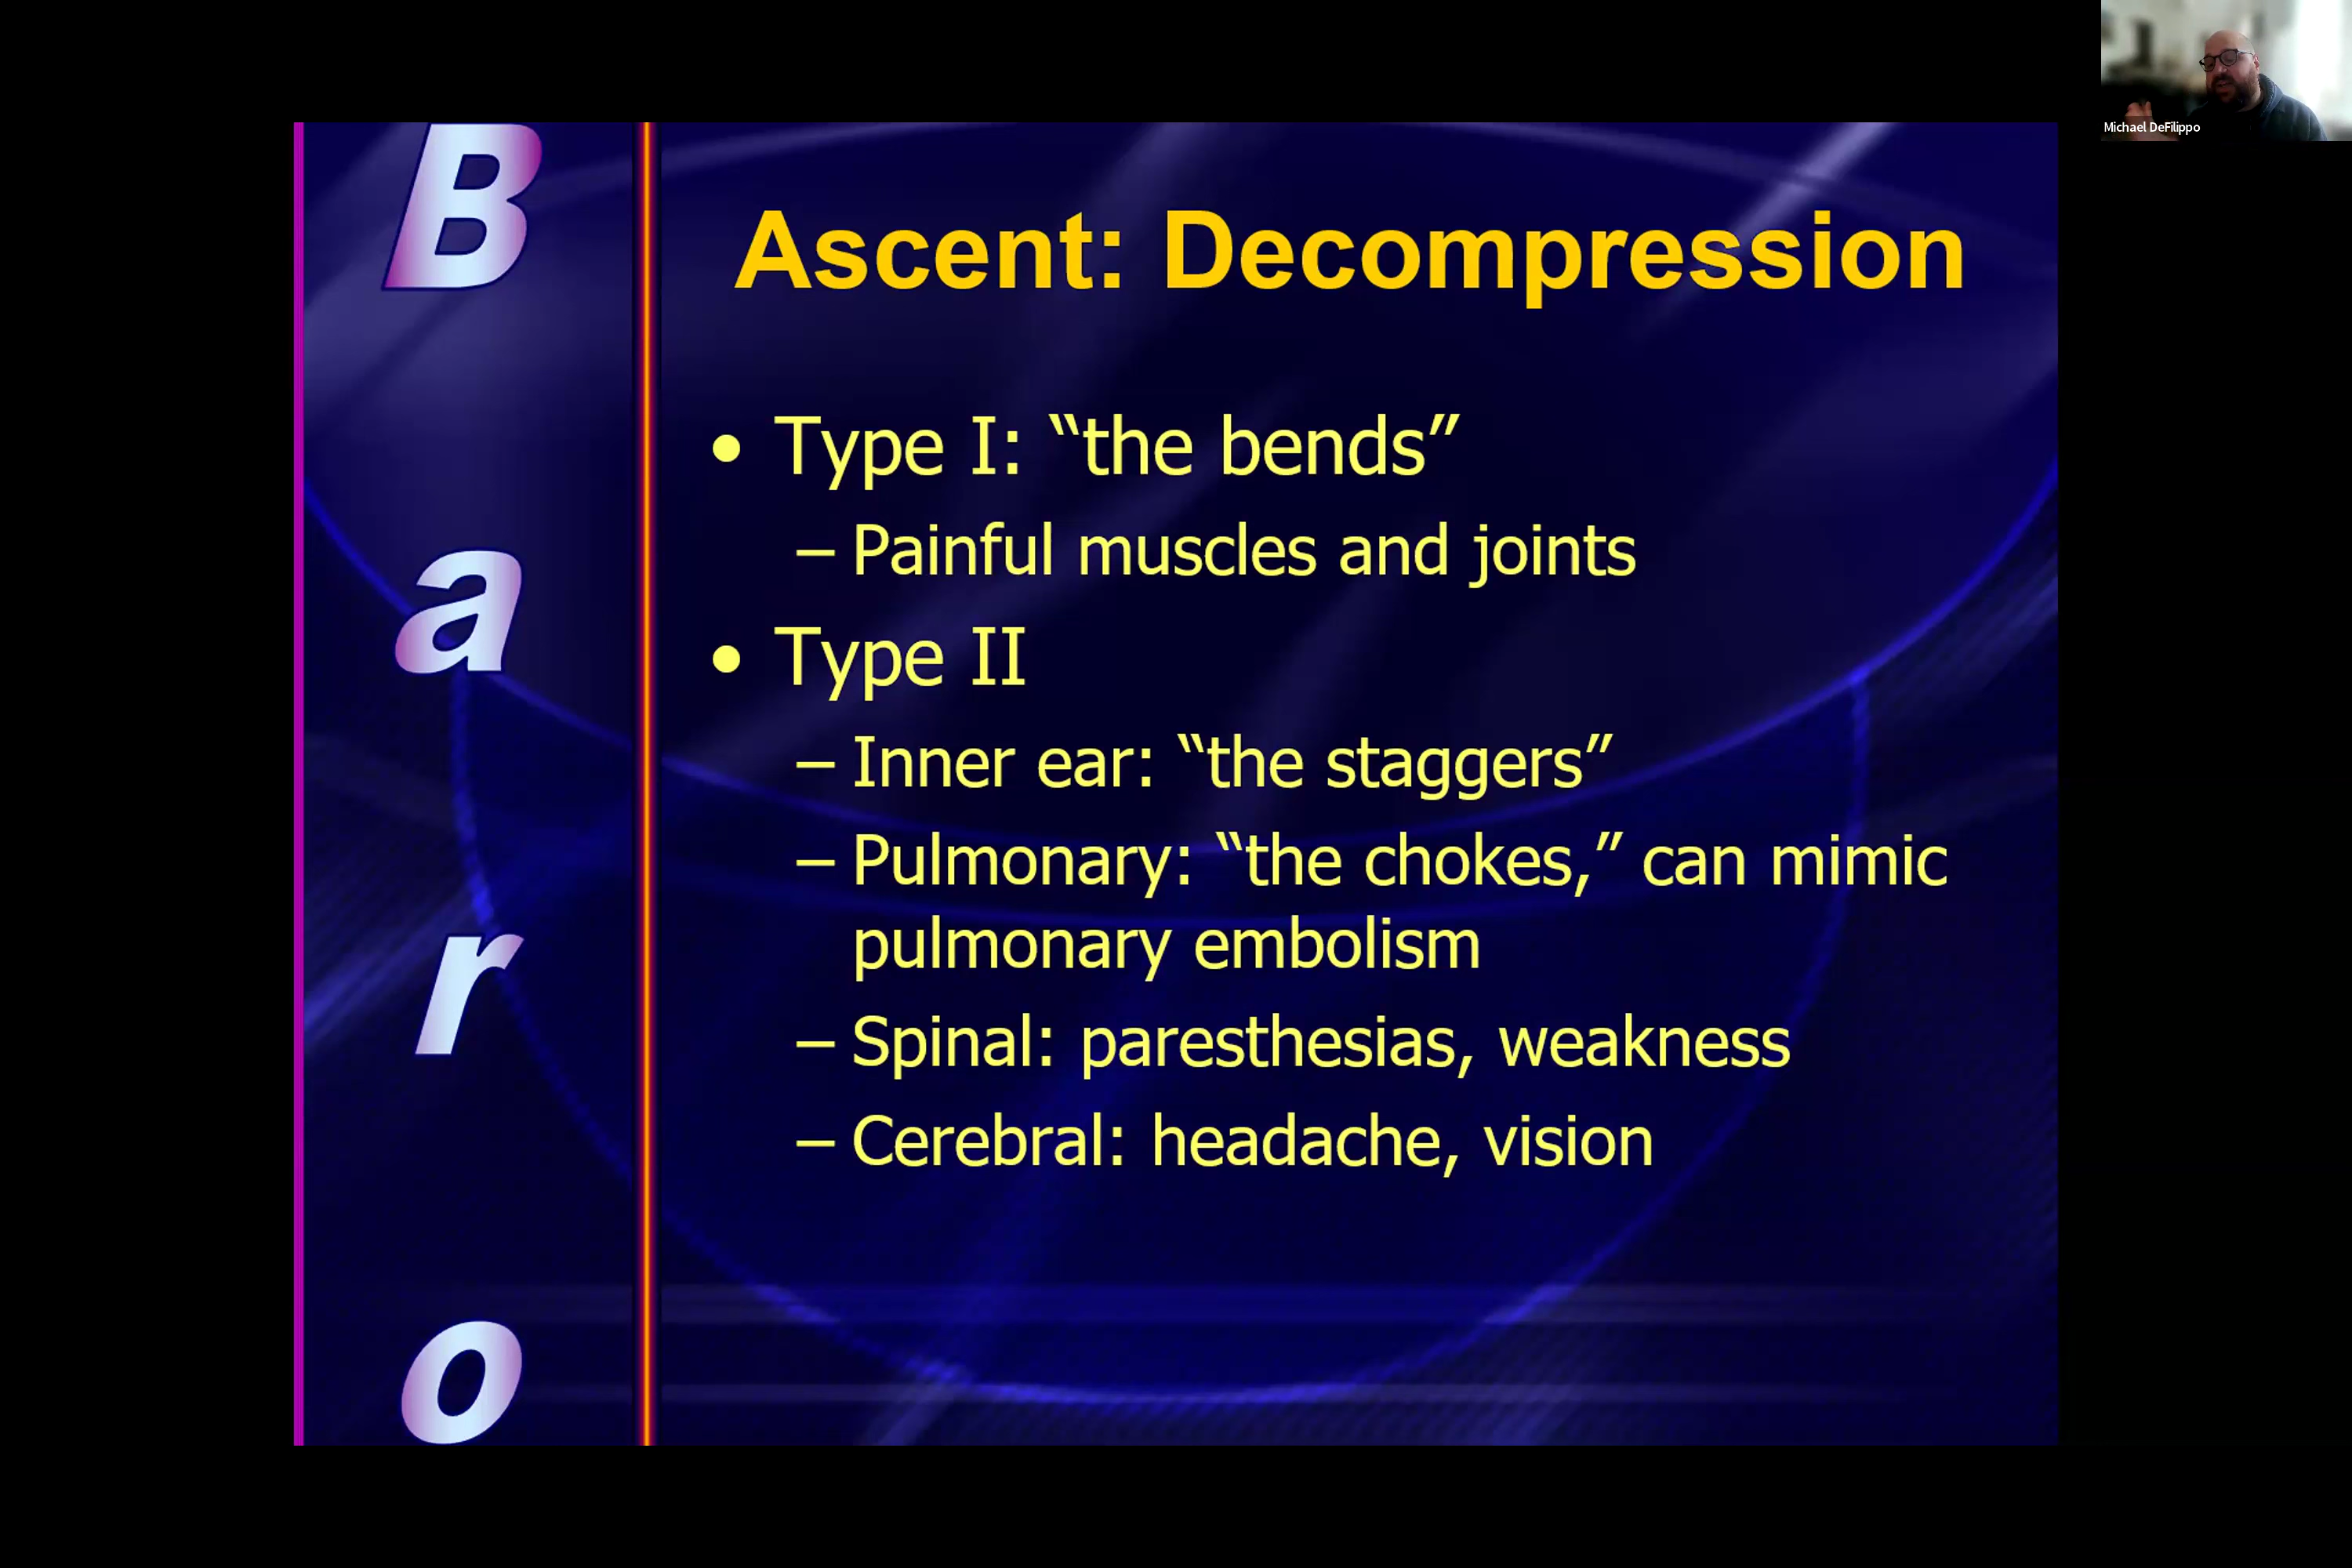 Baro
Ascent: Decompression
• Type I: “the bends”
– Painful muscles and joints
• Type II
– Inner ear: “the staggers”
– Pulmonary: “the chokes,” can mimic
pulmonary embolism
– Spinal: paresthesias, weakness
– Cerebral: headache, vision
Michael DeFilippo